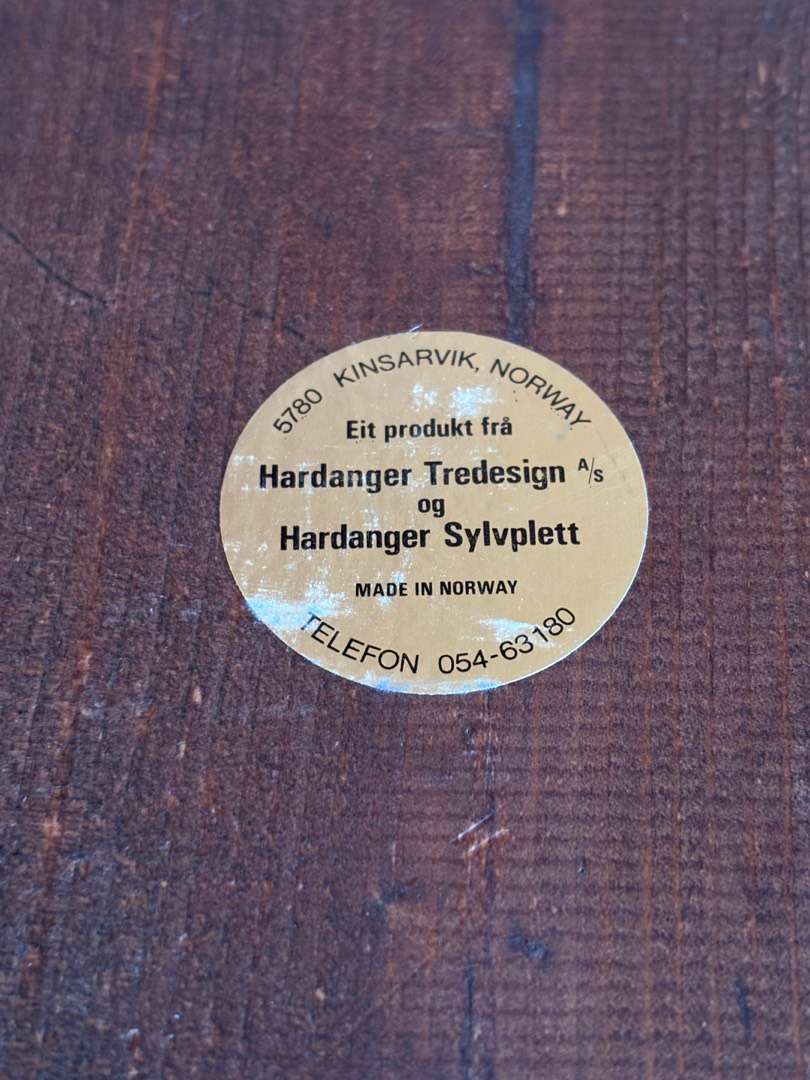 5780 KINSARVIK, NORWAY
Eit produkt frå
Hardanger Tredesign A/s
og
Hardanger Sylvplett
MADE IN NORWAY
TELEFON 054-63180